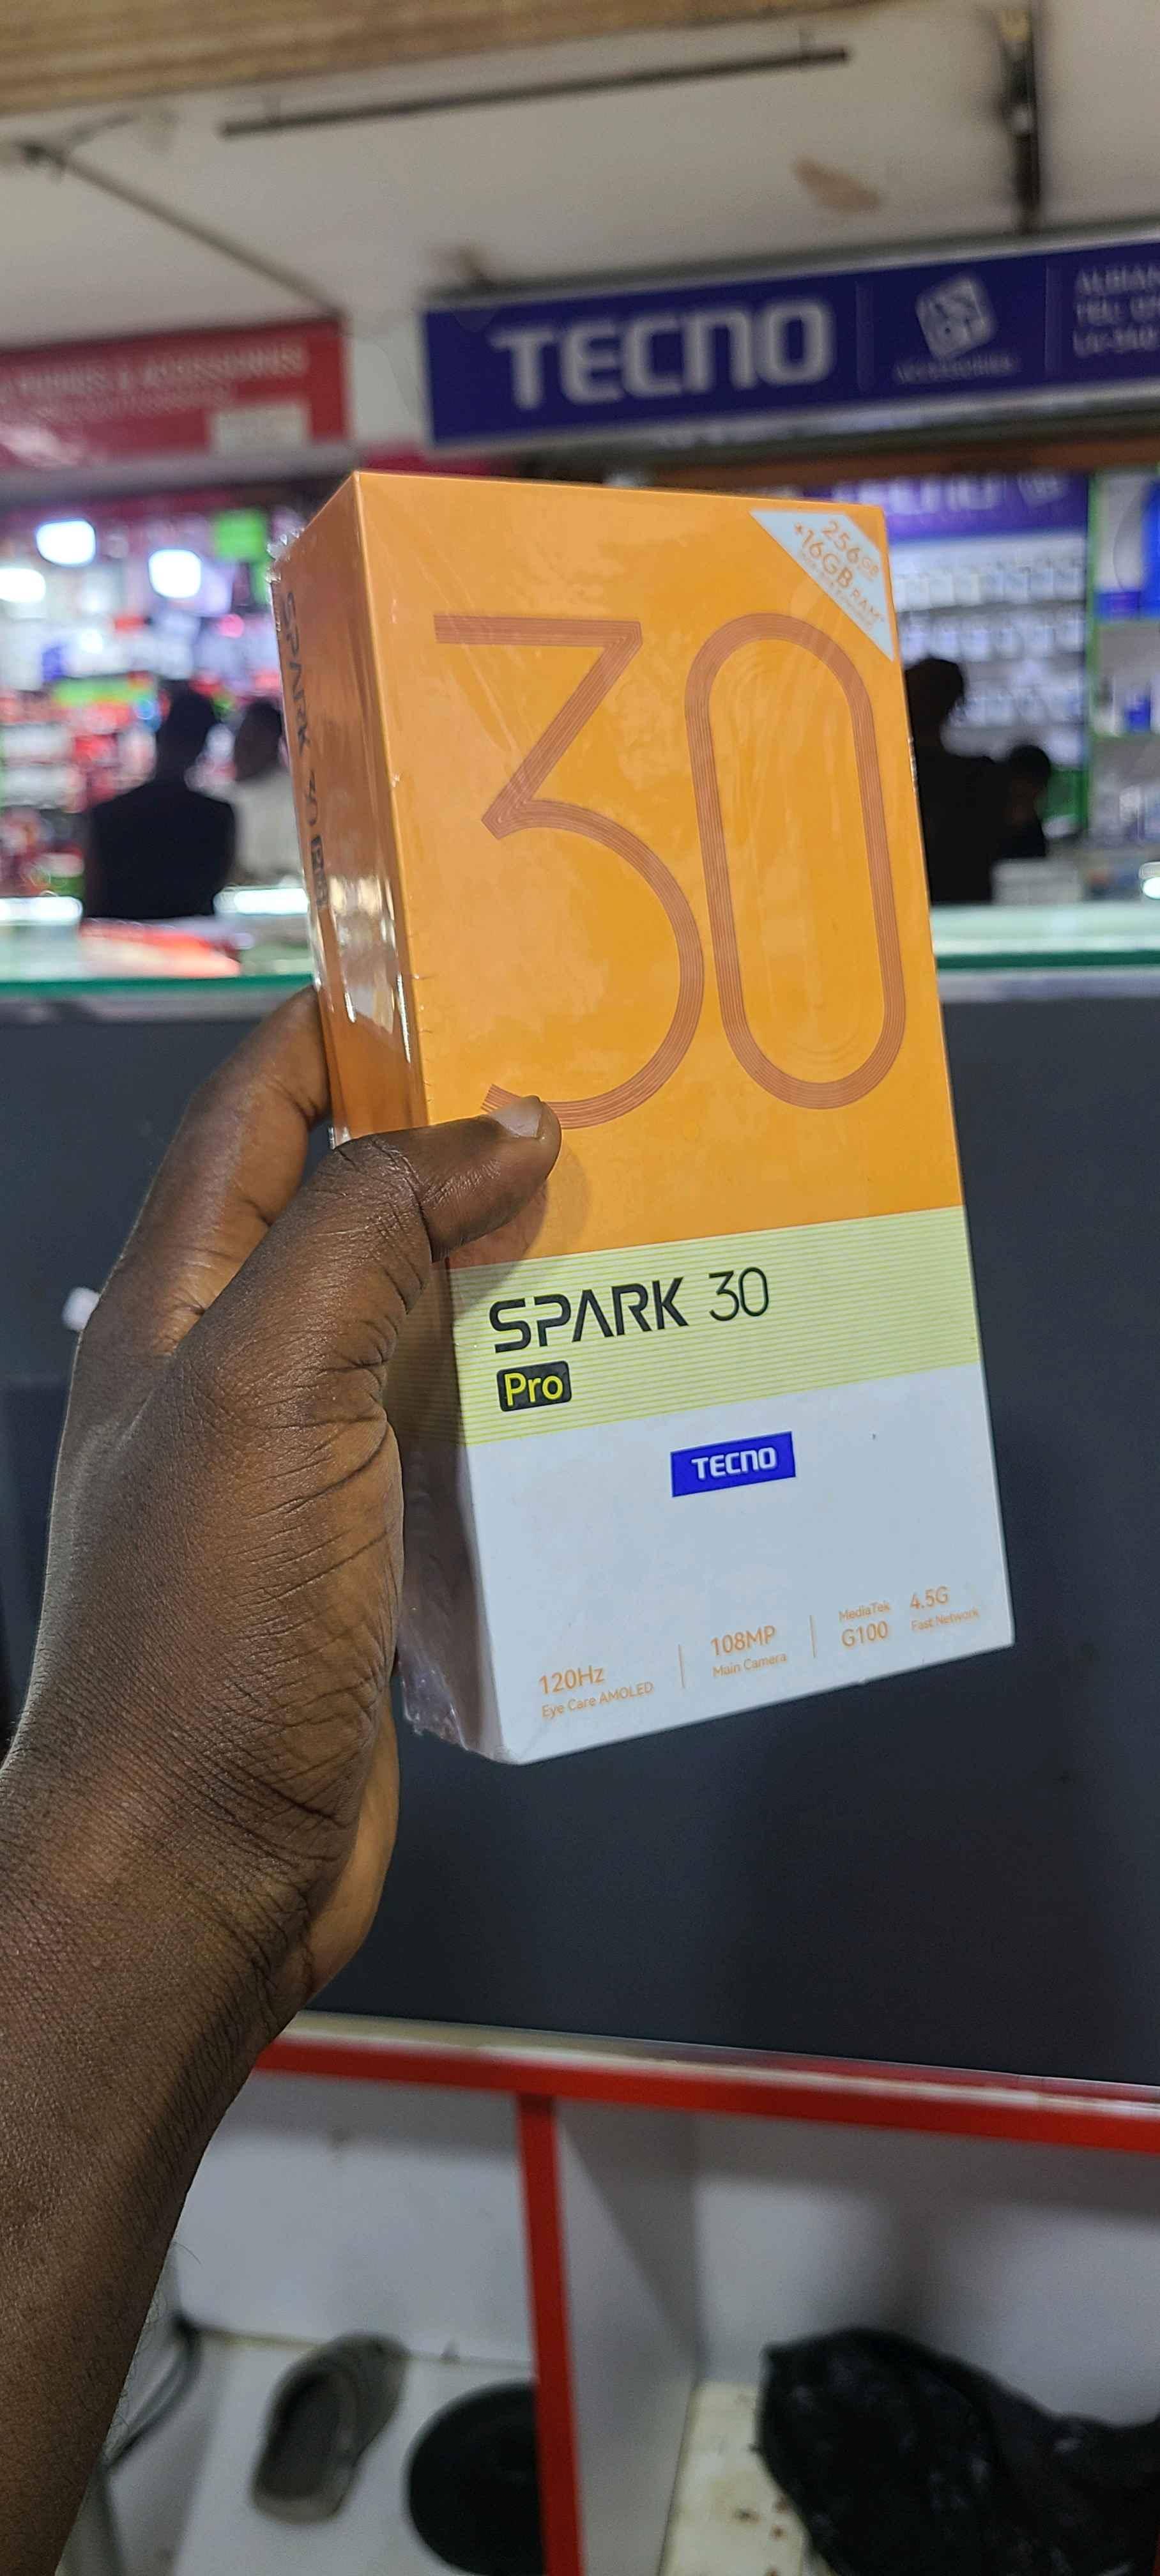 TECNO
256GB
+16GB RAM*
SPARK 30 Pro
30
SPARK 30
Pro
TECNO
120Hz
Eye Care AMOLED
108MP
Main Camera
MediaTek
G100
4.5G
Fast Network